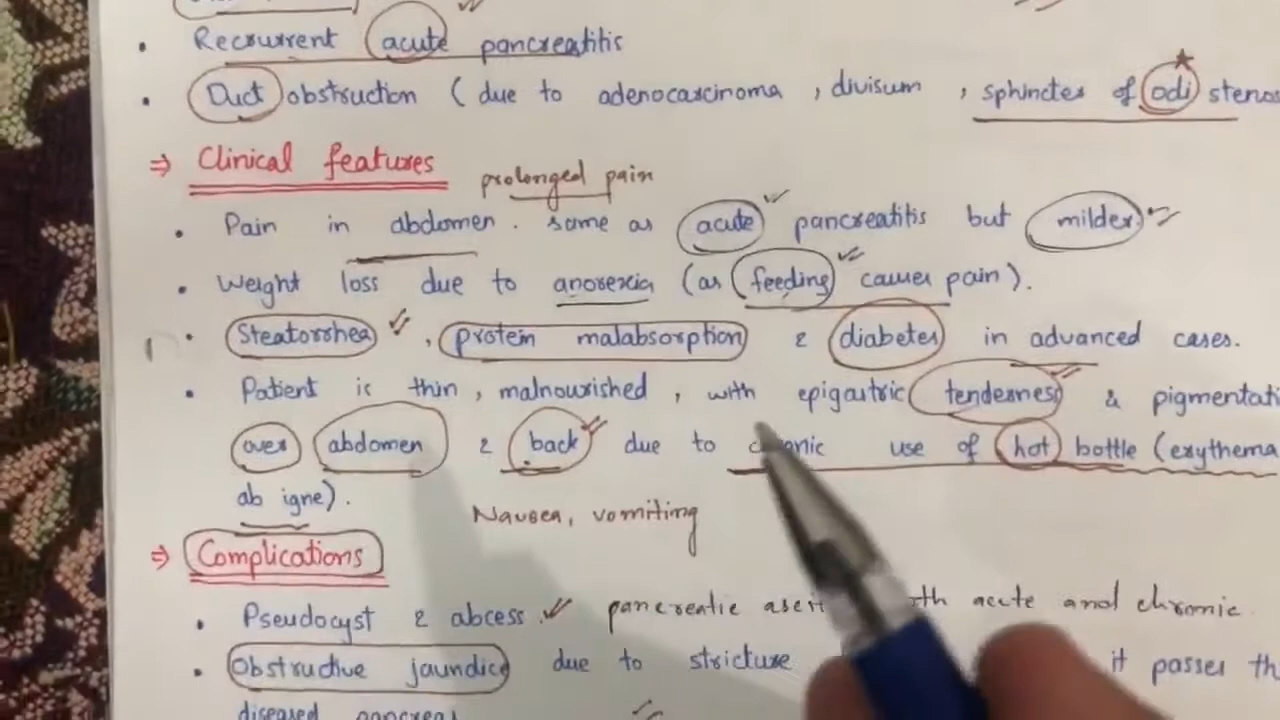 • Recurrent acute pancreatitis
• Duct obstruction (due to adenocarcinoma , divisum , sphincter of odi stenos
⇒ Clinical features prolonged pain
• Pain in abdomen . same as acute pancreatitis but milder
• Weight loss due to anorexia (as feeding causes pain).
• Steatorrhea , protein malabsorption & diabetes in advanced cases.
• Patient is thin , malnourished , with epigastric tenderness & pigmentati
over abdomen & back due to chronic use of hot bottle (erythema
ab igne).
Nausea, vomiting
⇒ Complications
• Pseudocyst & abcess . pancreatic acute and chronic
• Obstructive jaundice due to stricture it passes th
diseased pancreas